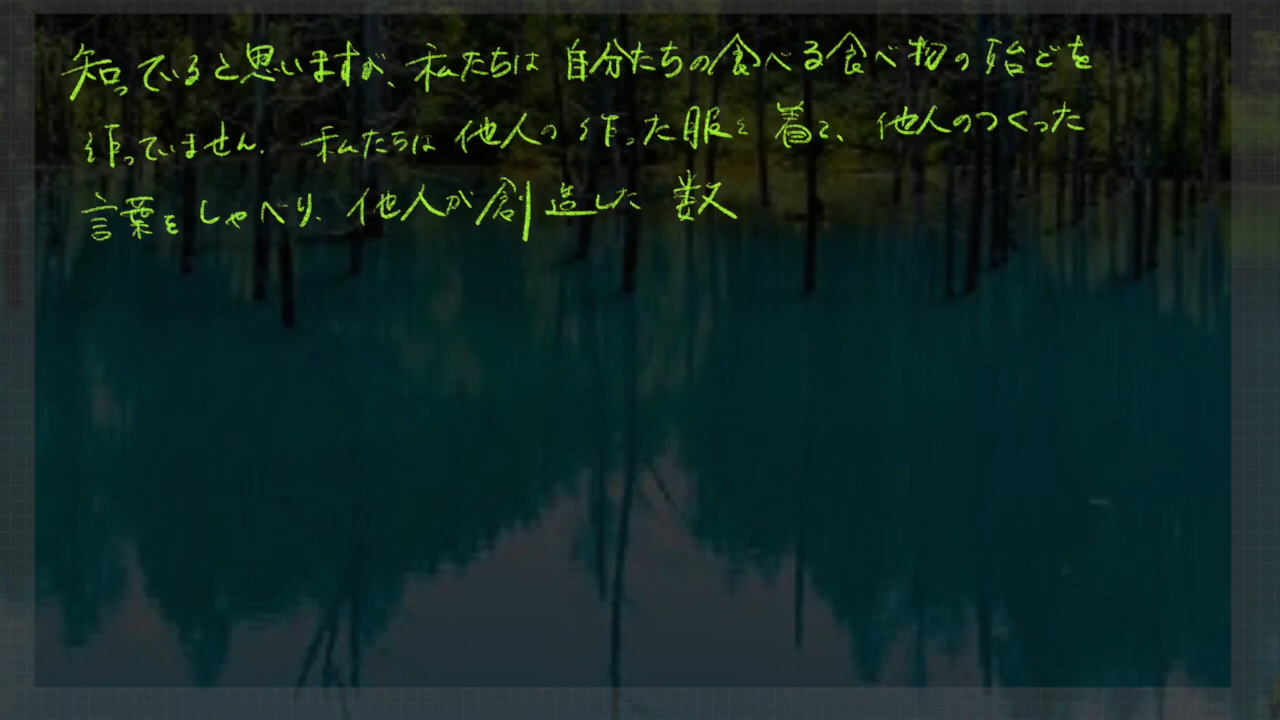 知っていると思いますが、私たちは自分たちの食べる食べ物の殆どを
作っていません。私たちは他人の作った服を着て、他人のつくった
言葉をしゃべり、他人が創造した数